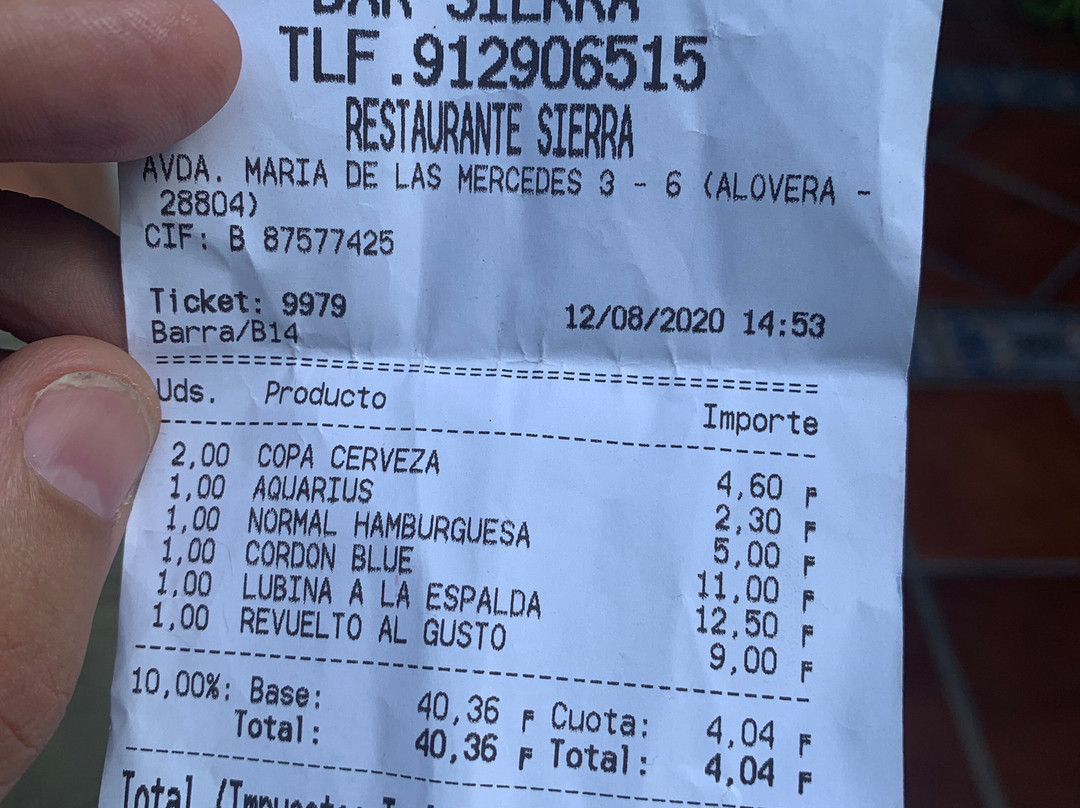 BAR SIERRA
TLF.912906515
RESTAURANTE SIERRA
AVDA. MARIA DE LAS MERCEDES 3 - 6 (ALOVERA -
28804)
CIF: B 87577425
Ticket: 9979 12/08/2020 14:53
Barra/B14
Uds. Producto Importe
2,00 COPA CERVEZA 4,60 F
1,00 AQUARIUS 2,30 F
1,00 NORMAL HAMBURGUESA 5,00 F
1,00 CORDON BLUE 11,00 F
1,00 LUBINA A LA ESPALDA 12,50 F
1,00 REVUELTO AL GUSTO 9,00 F
10,00%: Base: 40,36 F Cuota: 4,04 F
Total: 40,36 F Total: 4,04 F
Total